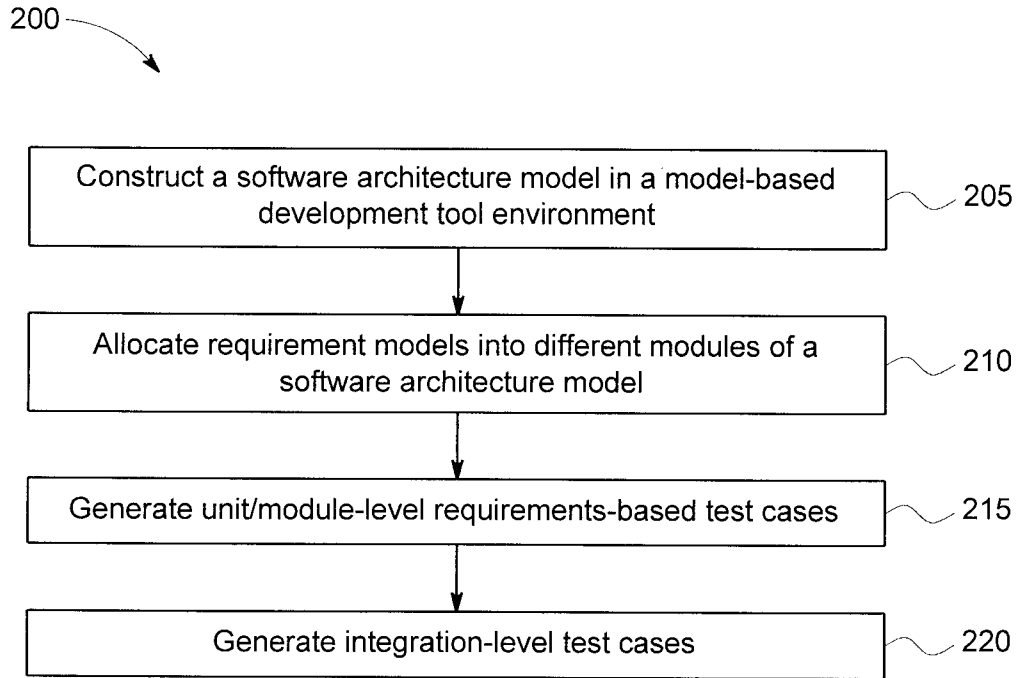 200
Construct a software architecture model in a model-based
development tool environment
205
Allocate requirement models into different modules of a
software architecture model
210
Generate unit/module-level requirements-based test cases
215
Generate integration-level test cases
220